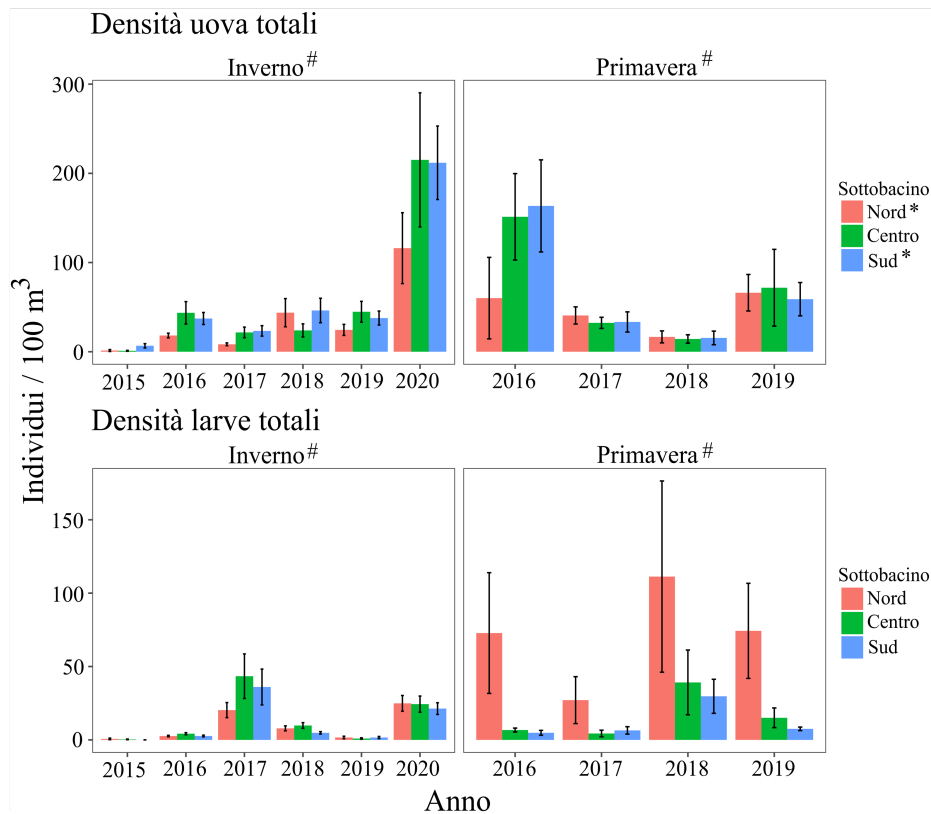 Densità uova totali
Inverno#
Primavera#
300
200
100
0
2015 2016 2017 2018 2019 2020
2016 2017 2018 2019
Sottobacino
Nord*
Centro
Sud*
Individui / 100 m³
Densità larve totali
Inverno#
Primavera#
150
100
50
0
2015 2016 2017 2018 2019 2020
2016 2017 2018 2019
Sottobacino
Nord
Centro
Sud
Anno